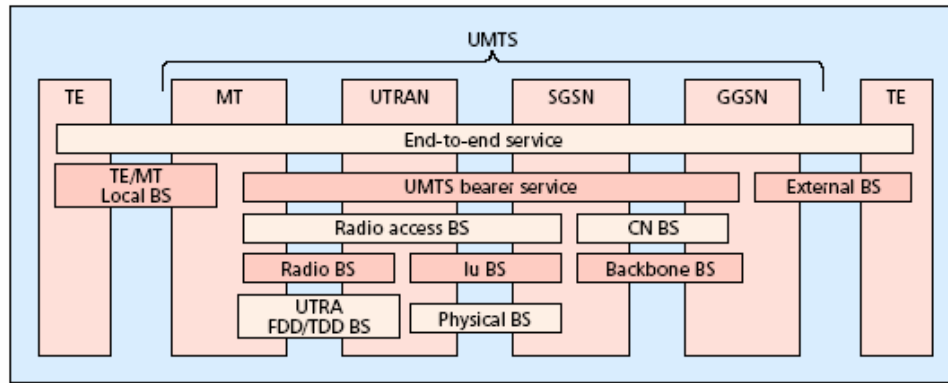 UMTS
TE MT UTRAN SGSN GGSN TE
End-to-end service
TE/MT
Local BS
UMTS bearer service
External BS
Radio access BS
CN BS
Radio BS
Iu BS
Backbone BS
UTRA
FDD/TDD BS
Physical BS